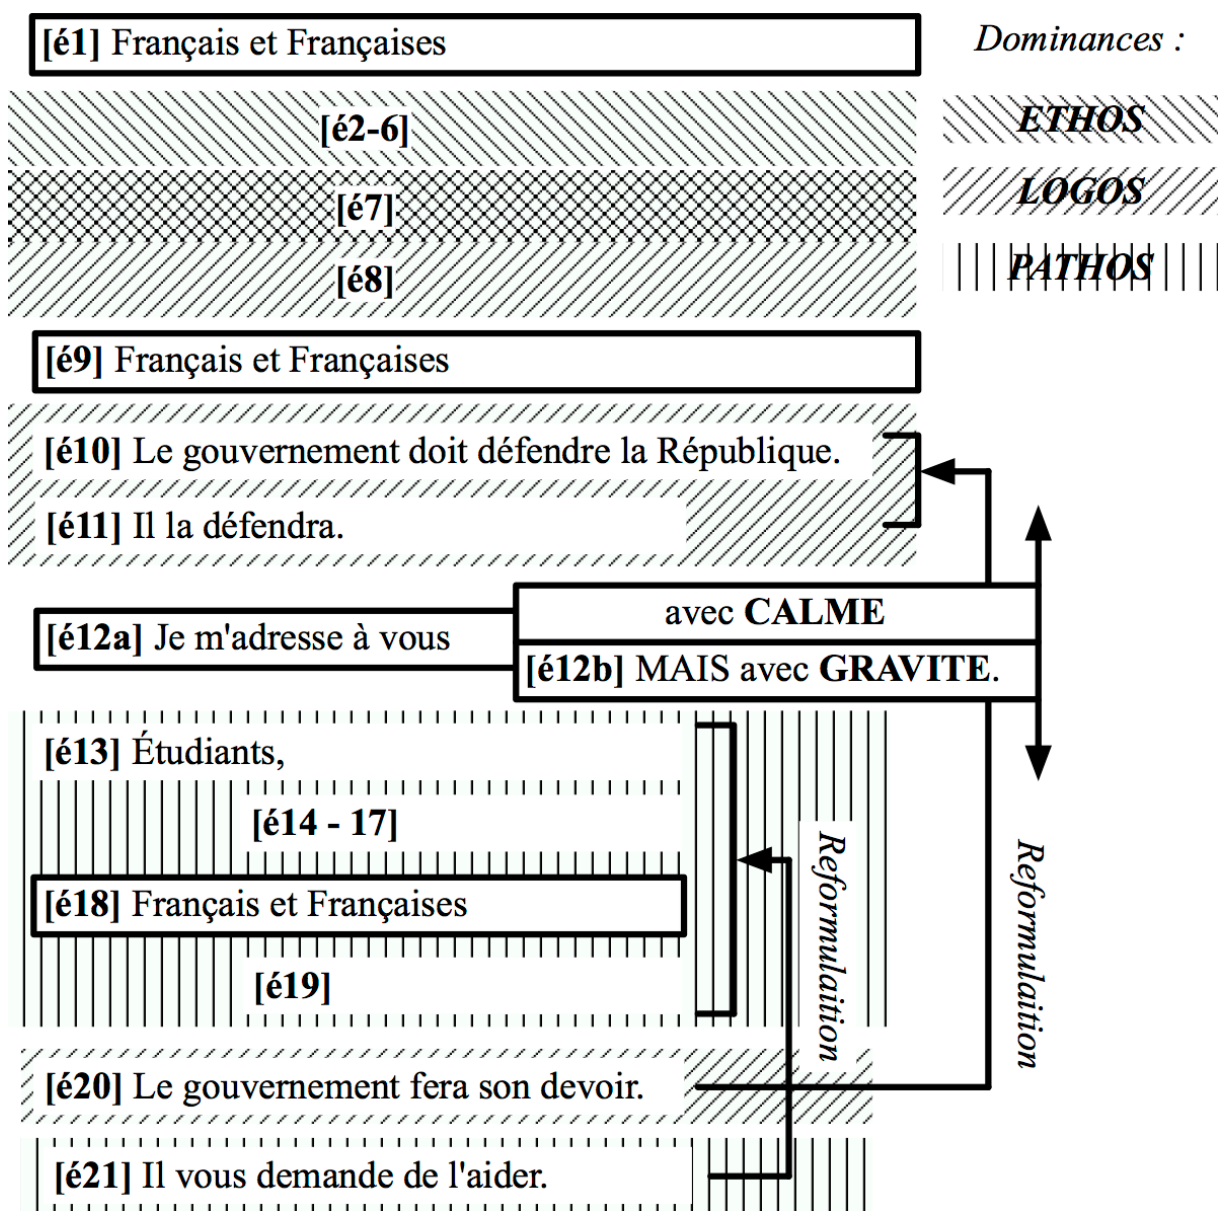 [é1] Français et Françaises
Dominances :
[é2-6]
ETHOS
[é7]
LOGOS
[é8]
PATHOS
[é9] Français et Françaises
[é10] Le gouvernement doit défendre la République.
[é11] Il la défendra.
avec CALME
[é12a] Je m'adresse à vous
[é12b] MAIS avec GRAVITE.
[é13] Étudiants,
[é14 - 17]
[é18] Français et Françaises
[é19]
Reformulaition
Reformulaition
[é20] Le gouvernement fera son devoir.
[é21] Il vous demande de l'aider.